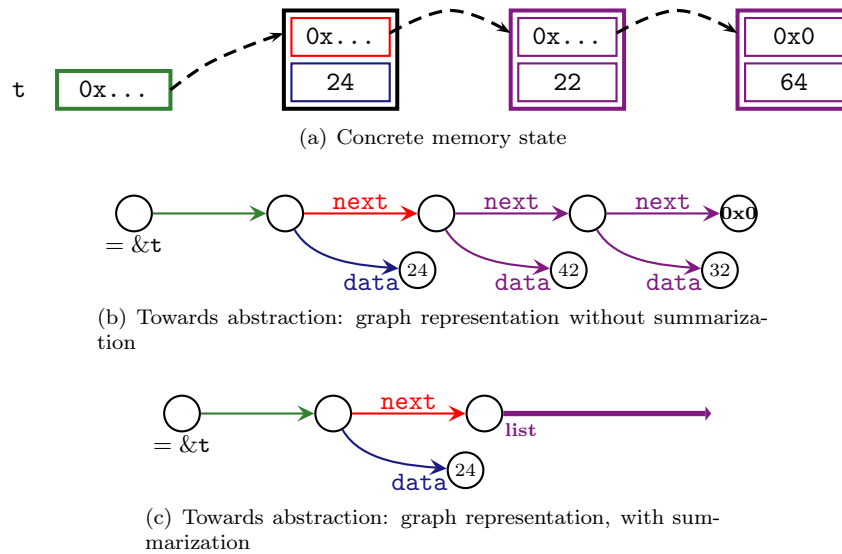 0x... 0x... 0x0
t 0x... 24 22 64
(a) Concrete memory state
next next next 0x0
= &t
data 24 data 42 data 32
(b) Towards abstraction: graph representation without summariza-
tion
next
= &t list
data 24
(c) Towards abstraction: graph representation, with sum-
marization